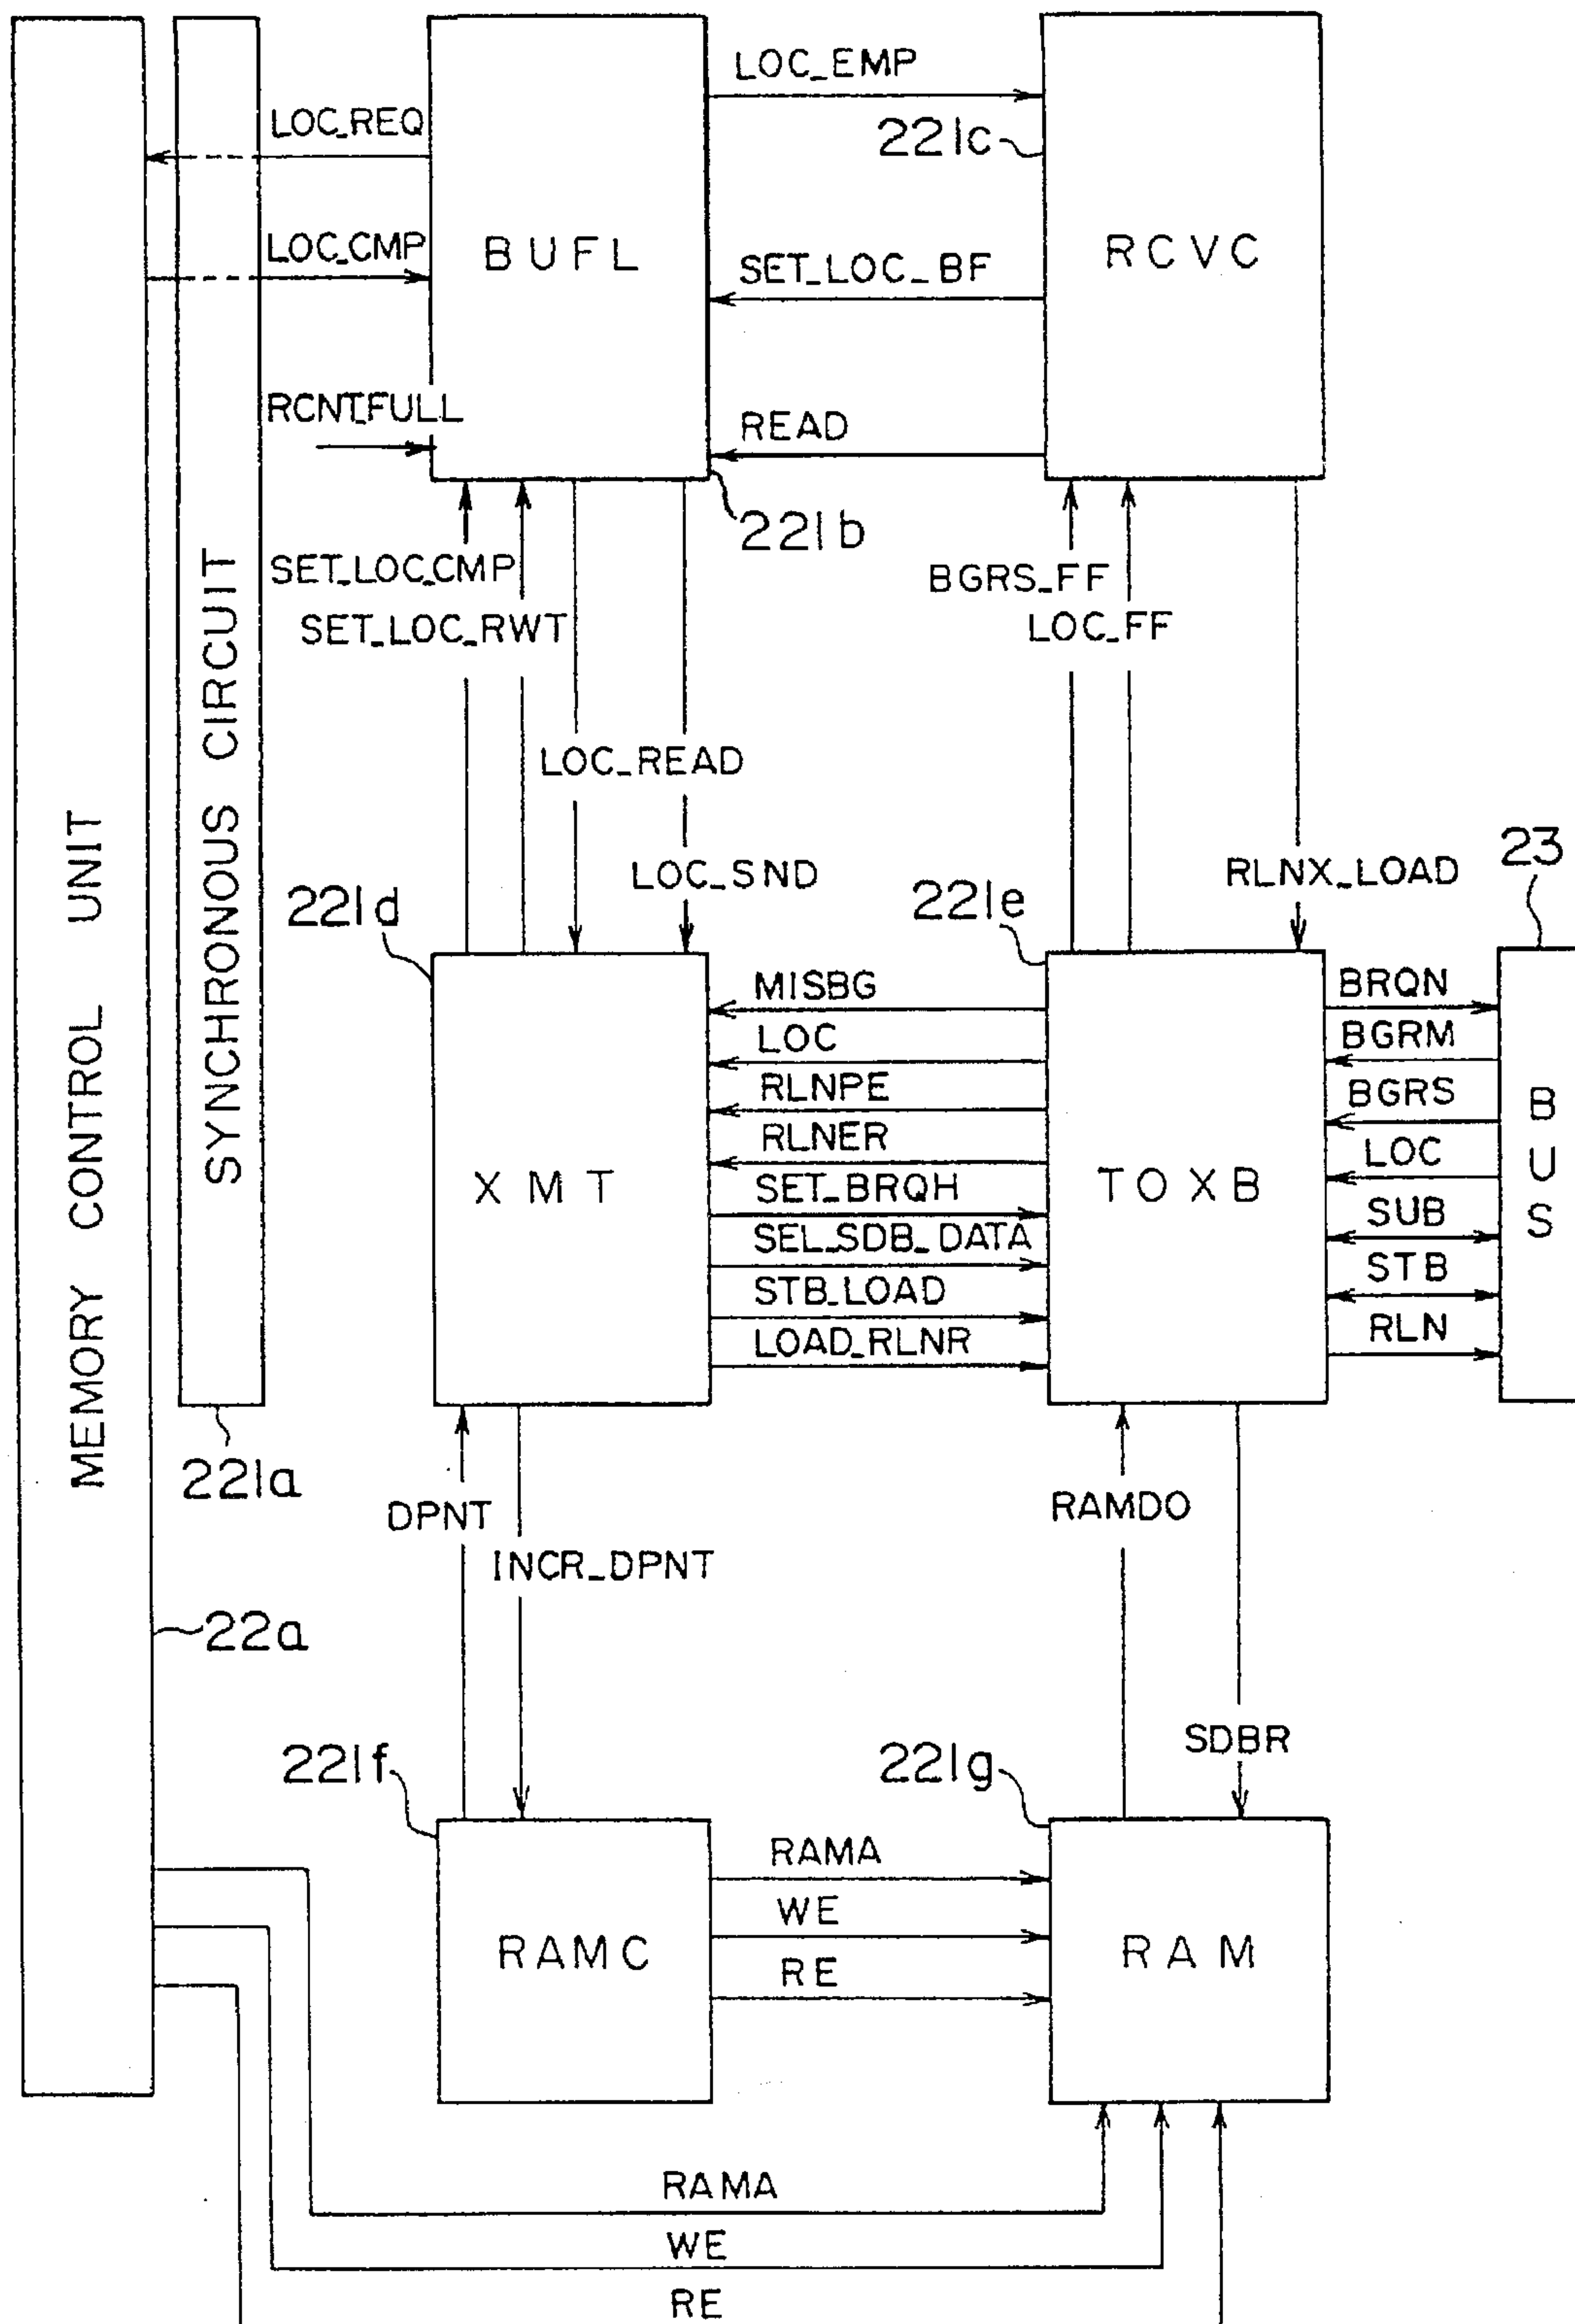 MEMORY CONTROL UNIT
SYNCHRONOUS CIRCUIT
LOC_REQ
LOC_CMP
RCNT_FULL
BUFL
LOC_EMP
221c
SET_LOC_BF
READ
RCVC
221b
SET_LOC_CMP
SET_LOC_RWT
LOC_READ
LOC_SND
BGRS_FF
LOC_FF
RLNX_LOAD
23
221d
221e
XMT
MISBG
LOC
RLNPE
RLNER
SET_BRQH
SEL_SDB_DATA
STB_LOAD
LOAD_RLNR
TOXB
BRQN
BGRM
BGRS
LOC
SUB
STB
RLN
BUS
221a
DPNT
INCR_DPNT
RAMDO
SDBR
22a
221f
221g
RAMC
RAMA
WE
RE
RAM
RAMA
WE
RE